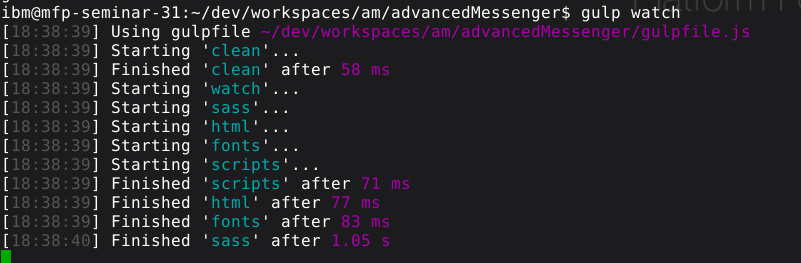 ibm@mfp-seminar-31:~/dev/workspaces/am/advancedMessenger$ gulp watch
[18:38:39] Using gulpfile ~/dev/workspaces/am/advancedMessenger/gulpfile.js
[18:38:39] Starting 'clean'...
[18:38:39] Finished 'clean' after 58 ms
[18:38:39] Starting 'watch'...
[18:38:39] Starting 'sass'...
[18:38:39] Starting 'html'...
[18:38:39] Starting 'fonts'...
[18:38:39] Starting 'scripts'...
[18:38:39] Finished 'scripts' after 71 ms
[18:38:39] Finished 'html' after 77 ms
[18:38:39] Finished 'fonts' after 83 ms
[18:38:40] Finished 'sass' after 1.05 s